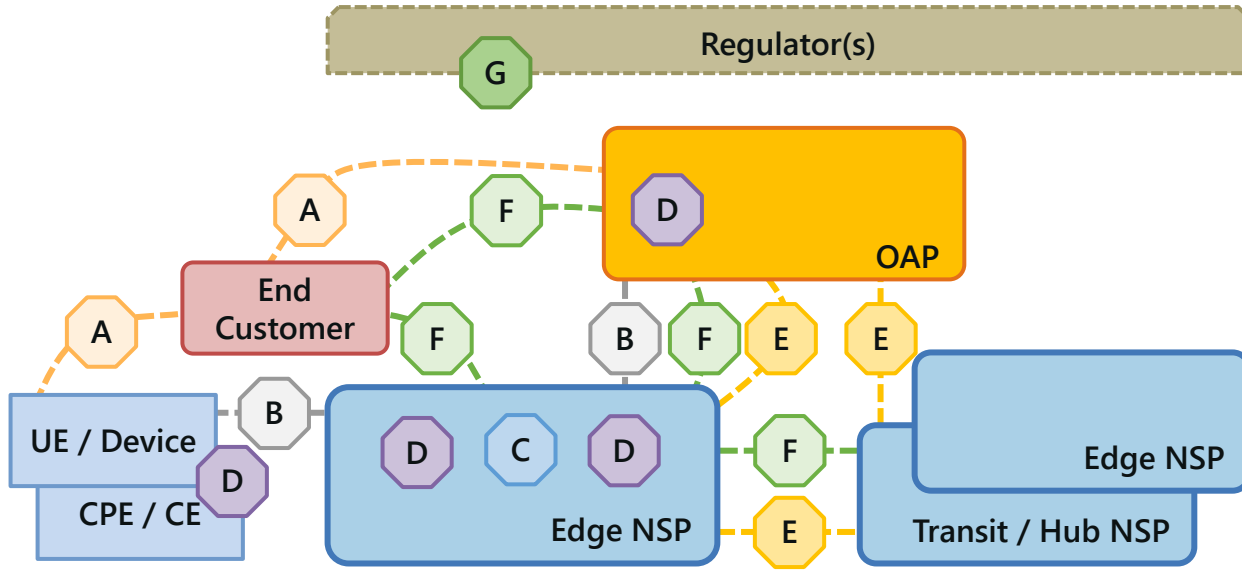 Regulator(s)
G
A
F
D
OAP
End
Customer
A
F
B
F
E
E
UE / Device
B
D
CPE / CE
D
C
D
Edge NSP
F
E
Edge NSP
Transit / Hub NSP